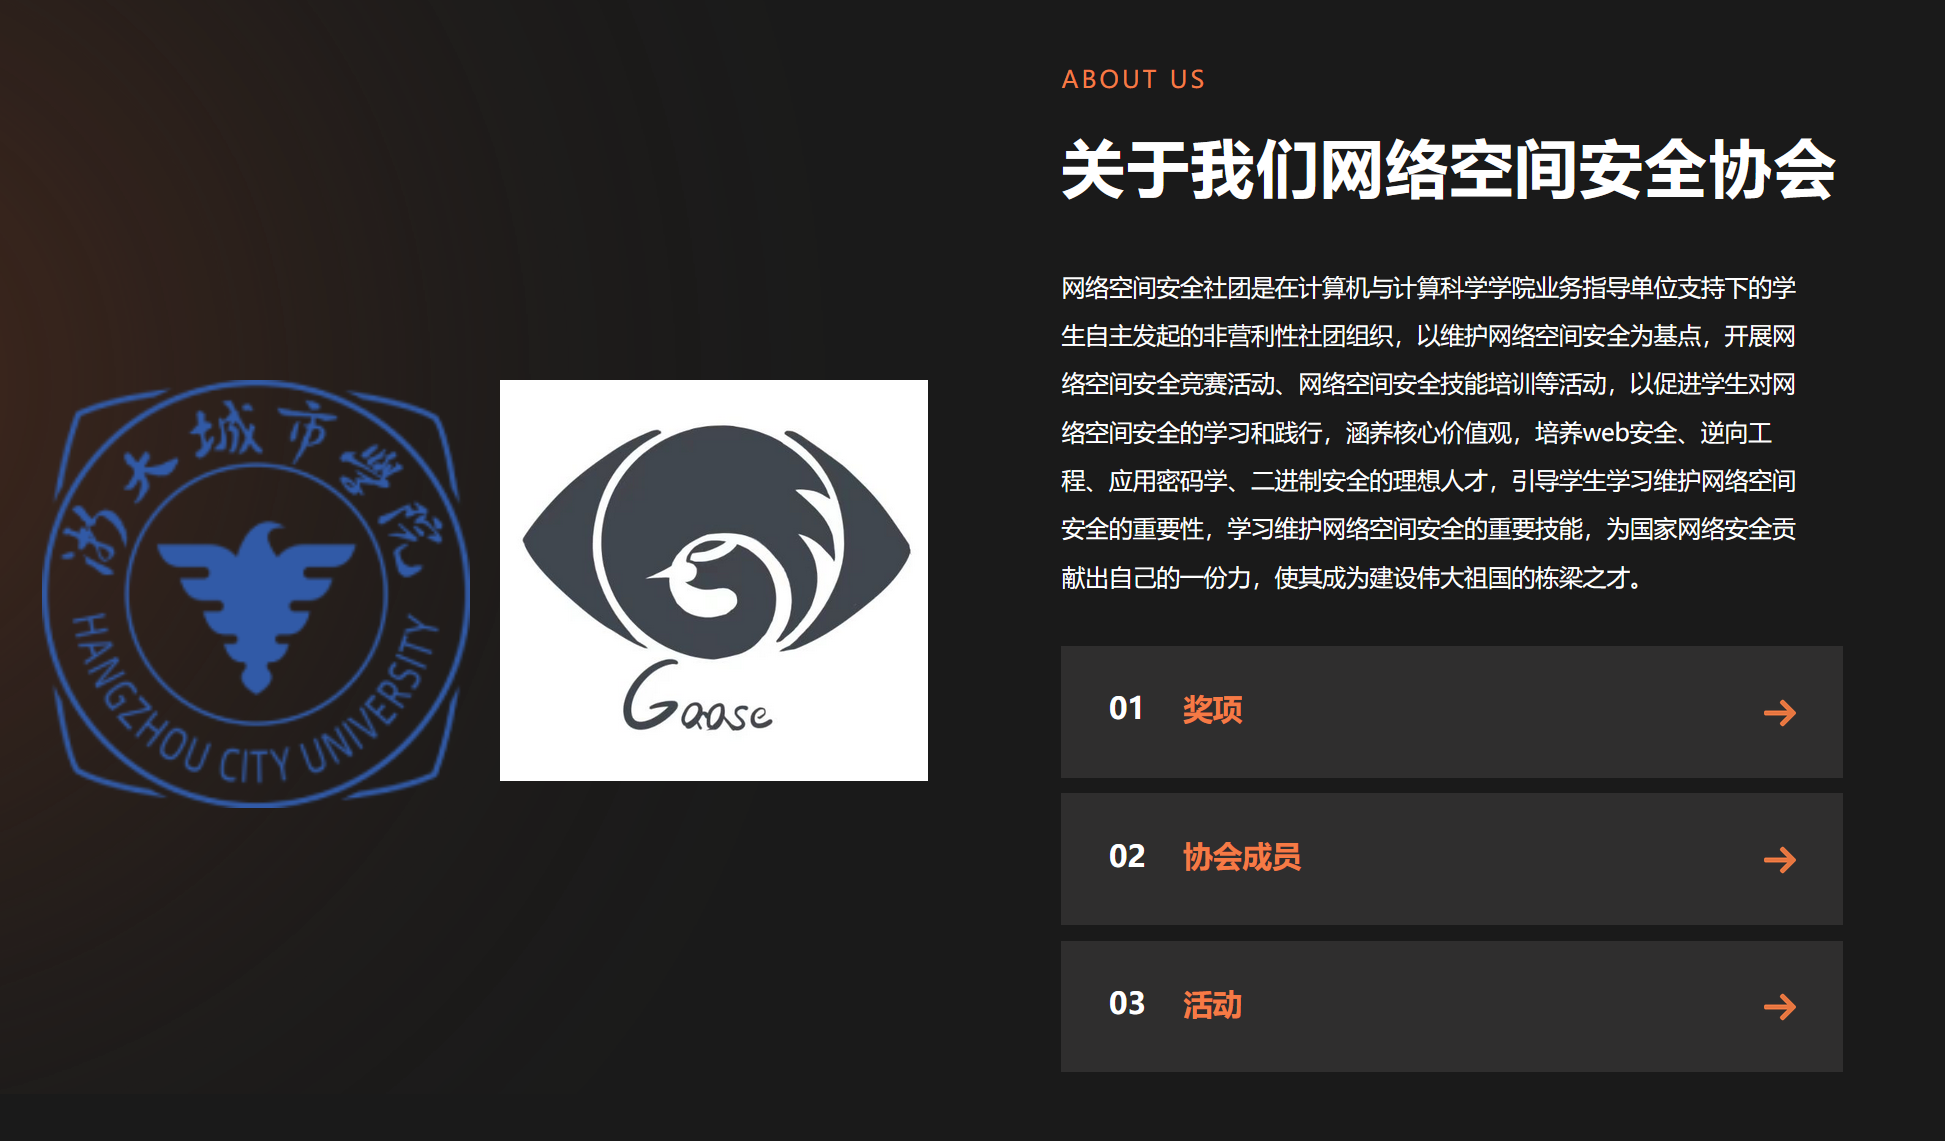 浙大城市學院
HANGZHOU CITY UNIVERSITY
Gaose
ABOUT US
关于我们网络空间安全协会
网络空间安全社团是在计算机与计算科学学院业务指导单位支持下的学
生自主发起的非营利性社团组织，以维护网络空间安全为基点，开展网
络空间安全竞赛活动、网络空间安全技能培训等活动，以促进学生对网
络空间安全的学习和践行，涵养核心价值观，培养web安全、逆向工
程、应用密码学、二进制安全的理想人才，引导学生学习维护网络空间
安全的重要性，学习维护网络空间安全的重要技能，为国家网络安全贡
献出自己的一份力，使其成为建设伟大祖国的栋梁之才。
01 奖项
02 协会成员
03 活动